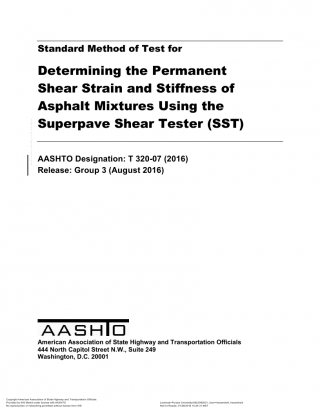 Standard Method of Test for
Determining the Permanent
Shear Strain and Stiffness of
Asphalt Mixtures Using the
Superpave Shear Tester (SST)
AASHTO Designation: T 320-07 (2016)
Release: Group 3 (August 2016)
AASHTO
American Association of State Highway and Transportation Officials
444 North Capitol Street N.W., Suite 249
Washington, D.C. 20001